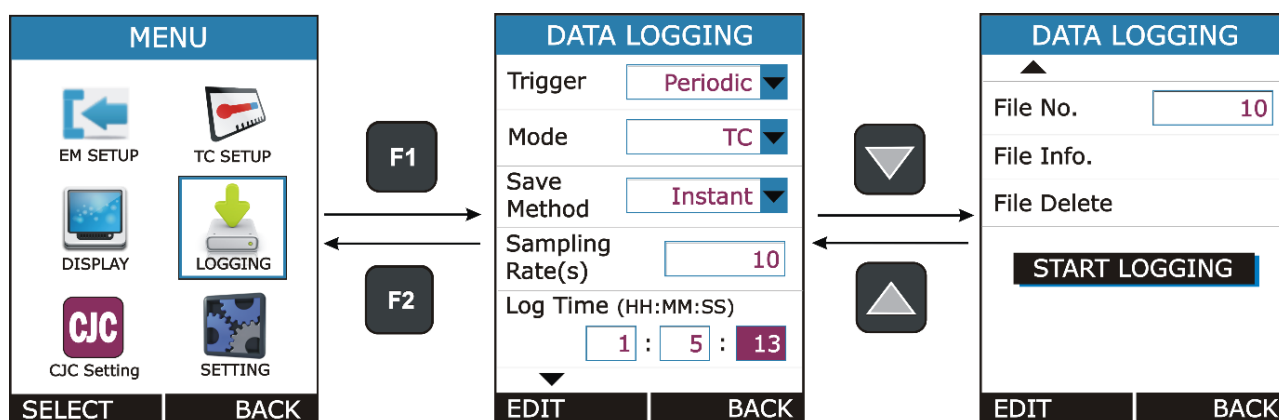 MENU
EM SETUP
TC SETUP
DISPLAY
LOGGING
CJC
CJC Setting
SETTING
SELECT
BACK
F1
F2
DATA LOGGING
Trigger
Periodic
Mode
TC
Save
Method
Instant
Sampling
Rate(s)
10
Log Time (HH:MM:SS)
1 : 5 : 13
EDIT
BACK
DATA LOGGING
File No.
10
File Info.
File Delete
START LOGGING
EDIT
BACK